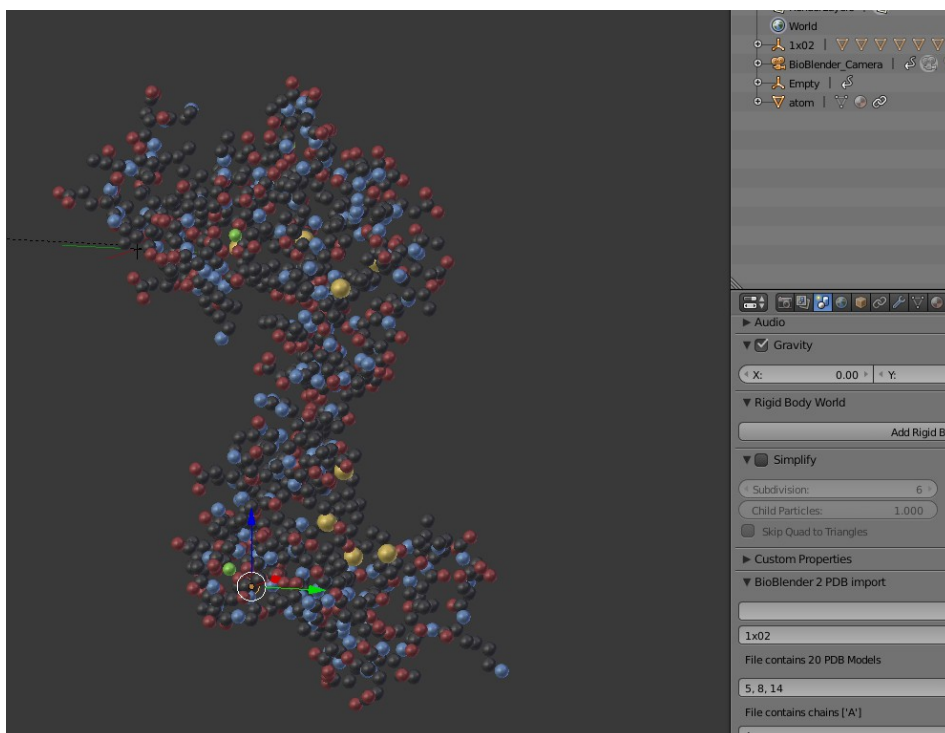 World
1x02
BioBlender_Camera
Empty
atom
Audio
Gravity
X: 0.00 Y:
Rigid Body World
Add Rigid B
Simplify
Subdivision: 6
Child Particles: 1.000
Skip Quad to Triangles
Custom Properties
BioBlender 2 PDB import
1x02
File contains 20 PDB Models
5, 8, 14
File contains chains ['A']